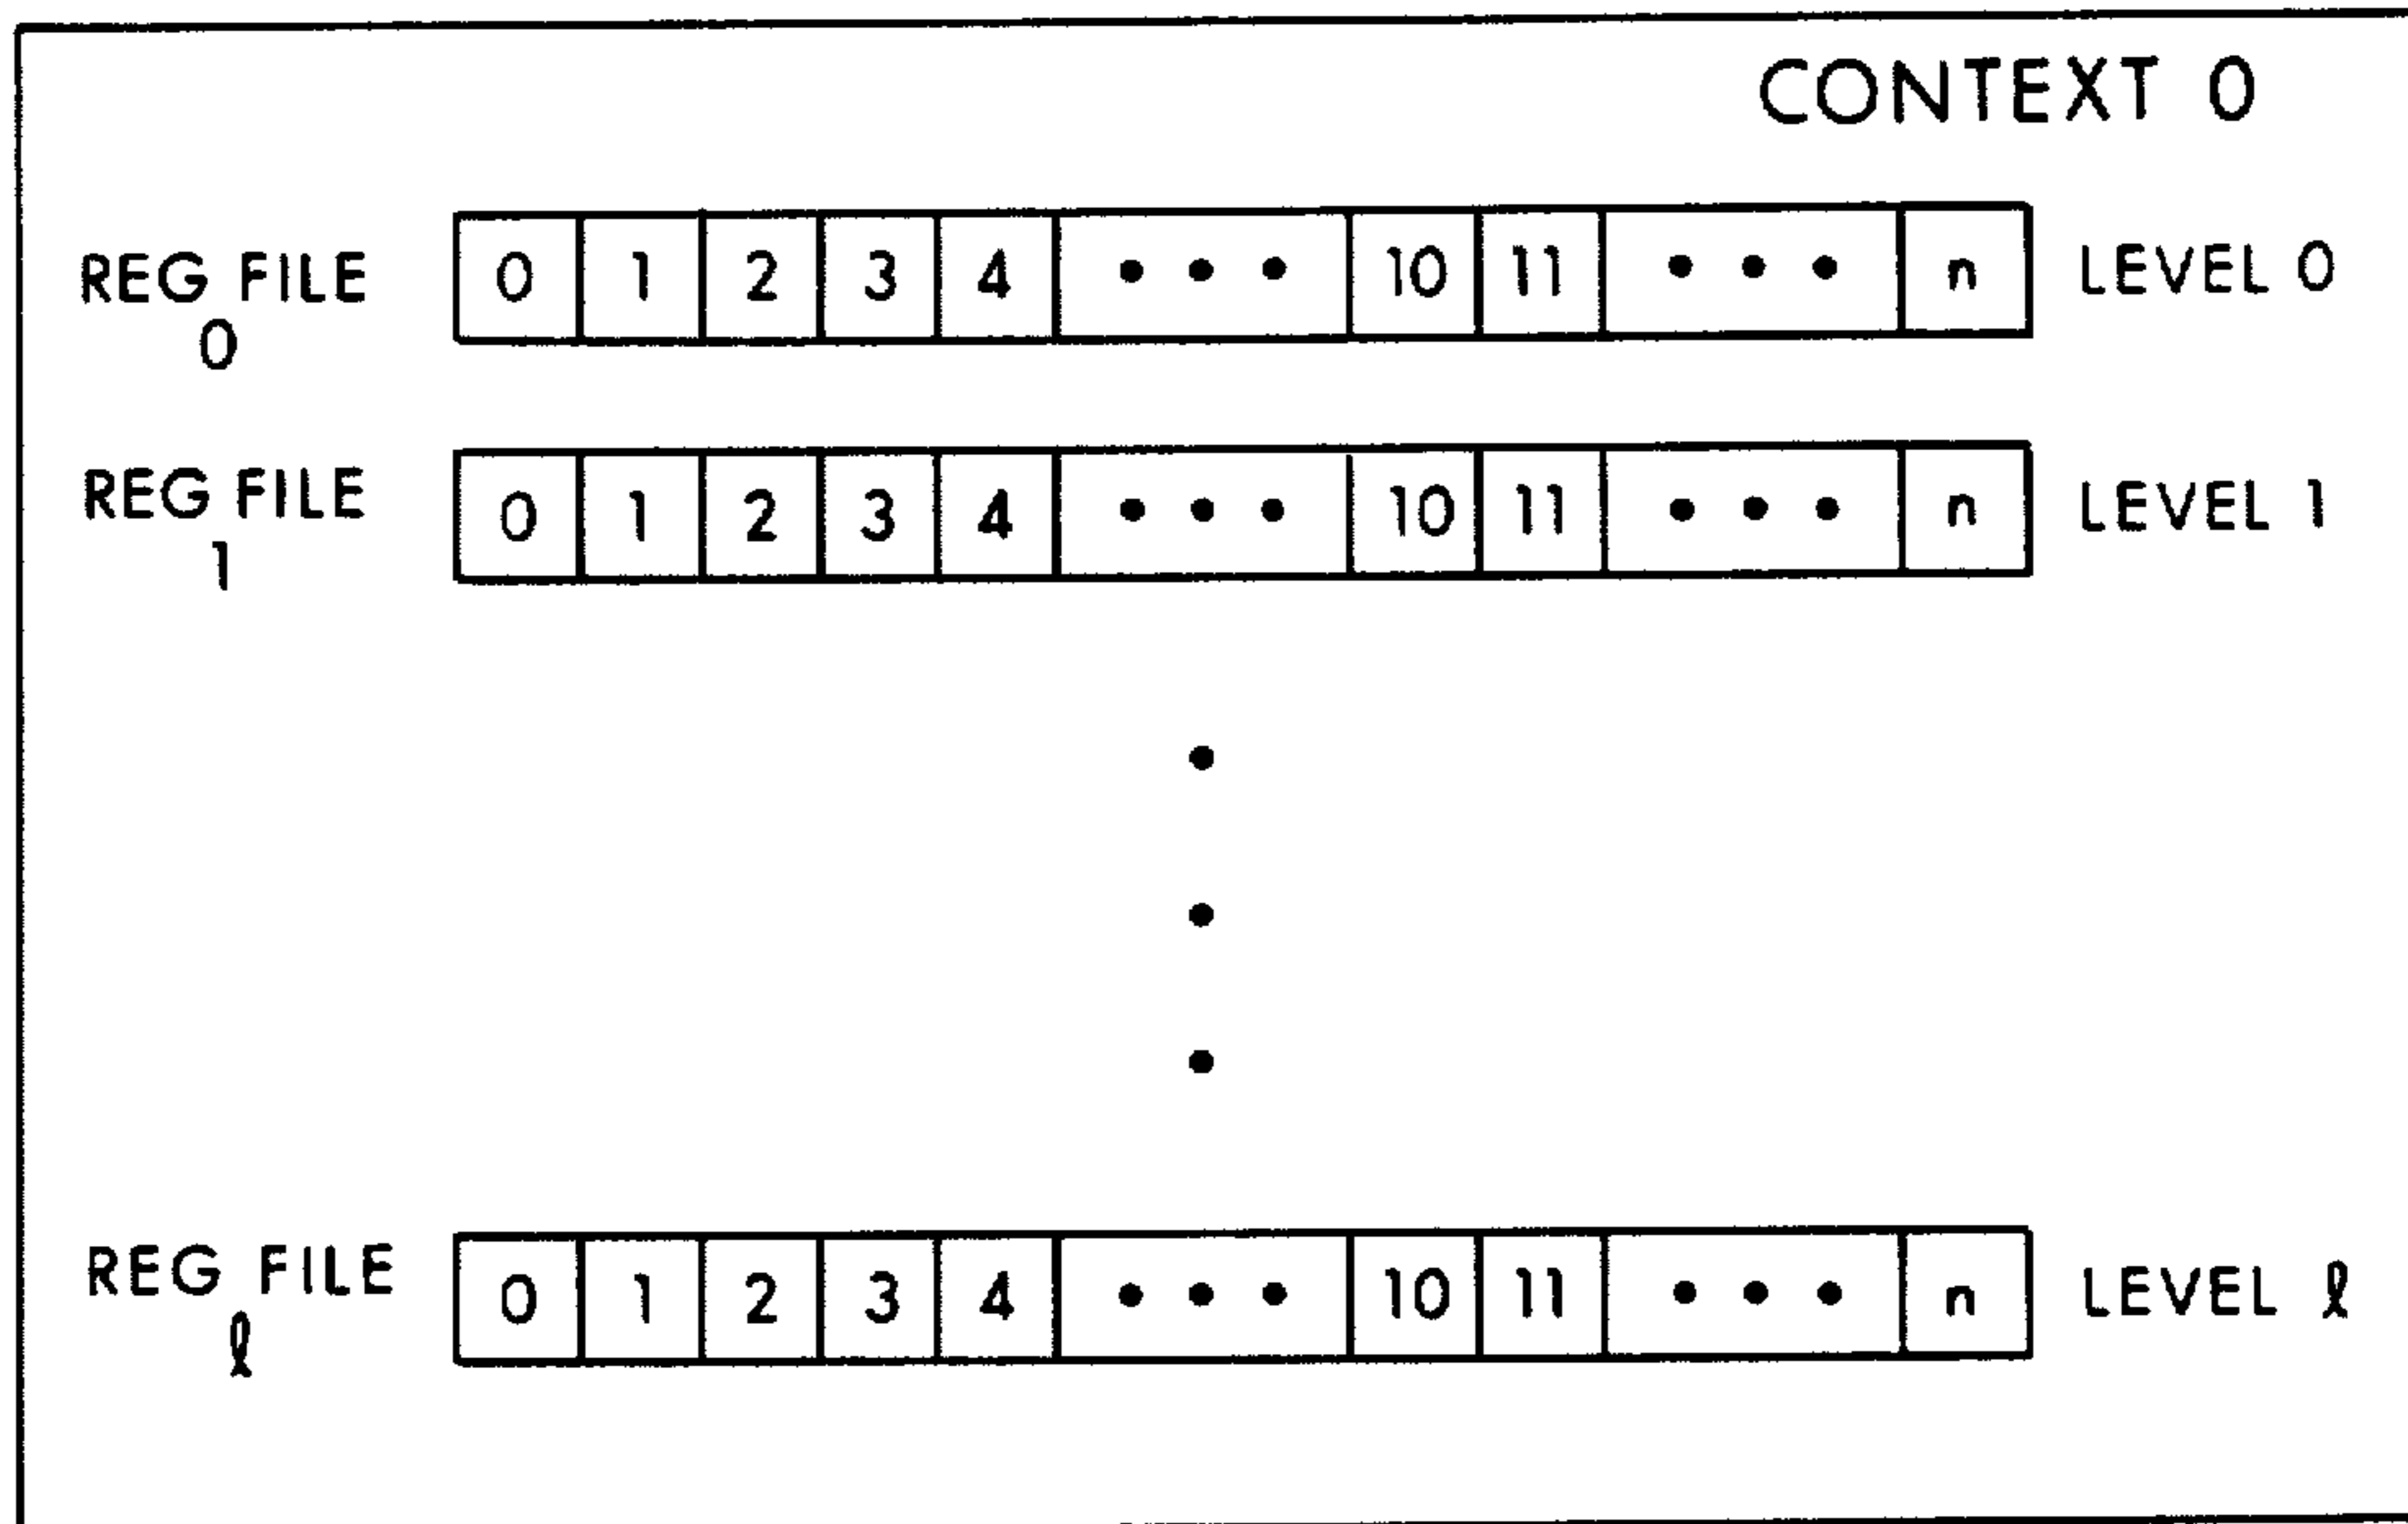 CONTEXT 0
REG FILE 0 0 1 2 3 4 • • • 10 11 • • • n LEVEL 0
REG FILE 1 0 1 2 3 4 • • • 10 11 • • • n LEVEL 1
•
•
•
REG FILE ℓ 0 1 2 3 4 • • • 10 11 • • • n LEVEL ℓ